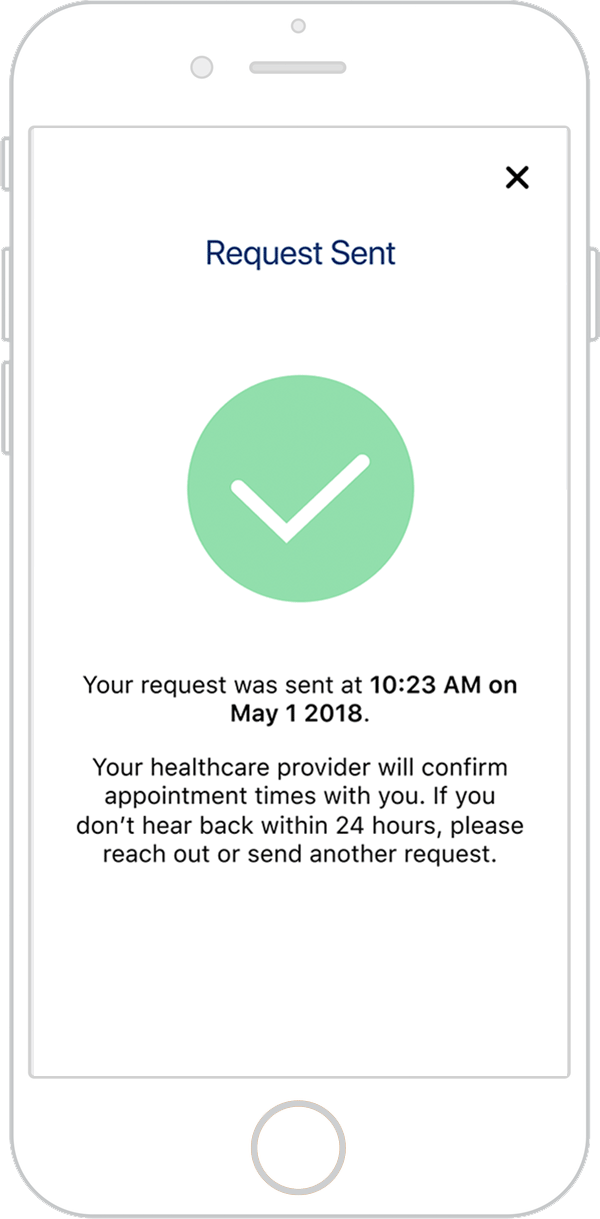 Request Sent
Your request was sent at 10:23 AM on
May 1 2018.
Your healthcare provider will confirm
appointment times with you. If you
don’t hear back within 24 hours, please
reach out or send another request.